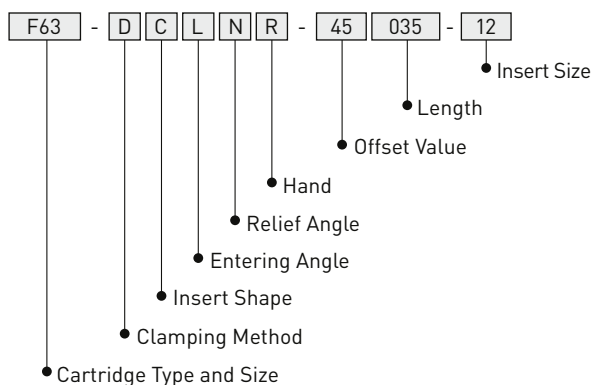 F63 - D C L N R - 45 035 - 12
Insert Size
Length
Offset Value
Hand
Relief Angle
Entering Angle
Insert Shape
Clamping Method
Cartridge Type and Size